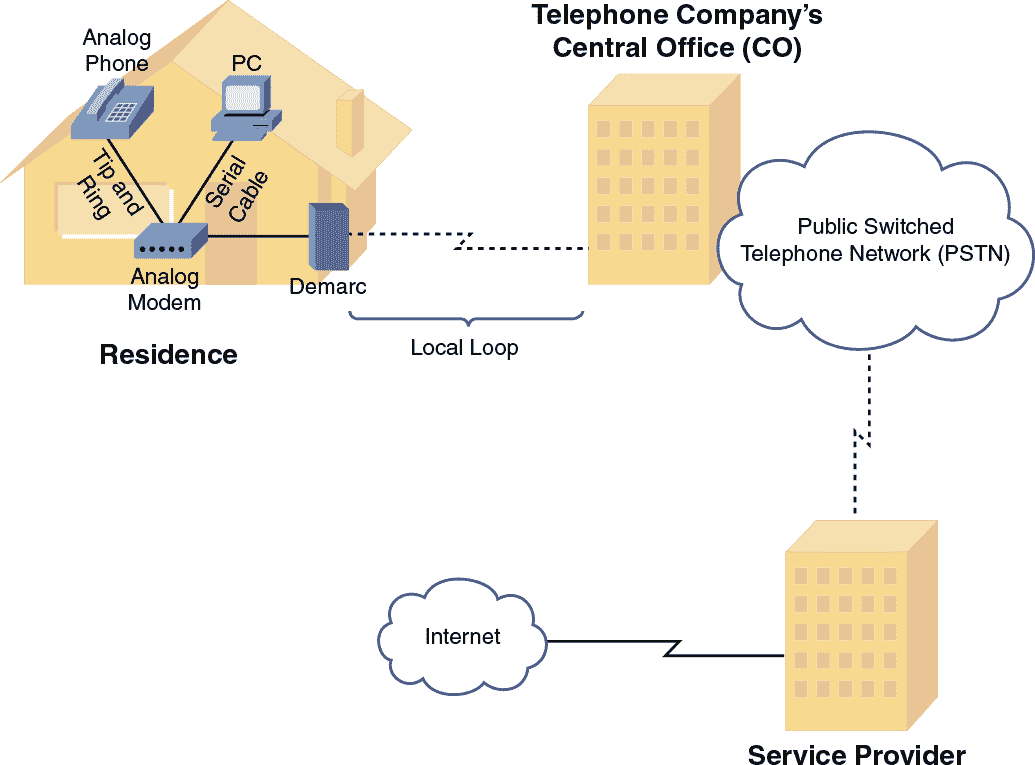 Telephone Company’s
Central Office (CO)
Analog
Phone
PC
Tip and
Ring
Serial
Cable
Analog
Modem
Demarc
Residence
Local Loop
Public Switched
Telephone Network (PSTN)
Internet
Service Provider